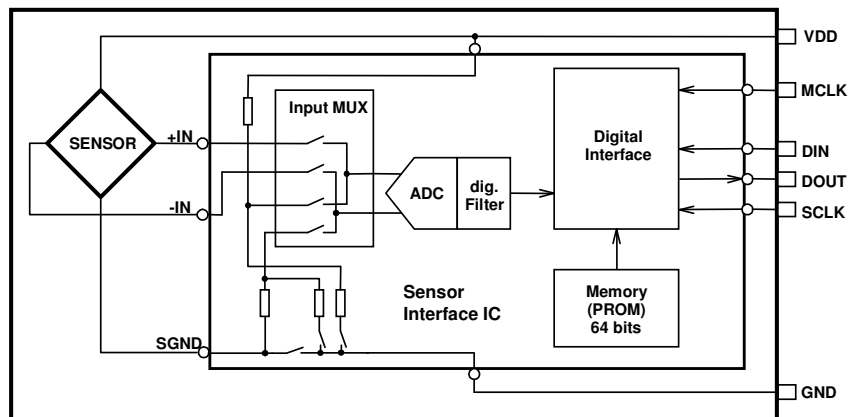 VDD
MCLK
Input MUX
+IN
SENSOR
Digital
Interface
DIN
DOUT
ADC
dig.
Filter
-IN
SCLK
Sensor
Interface IC
Memory
(PROM)
64 bits
SGND
GND